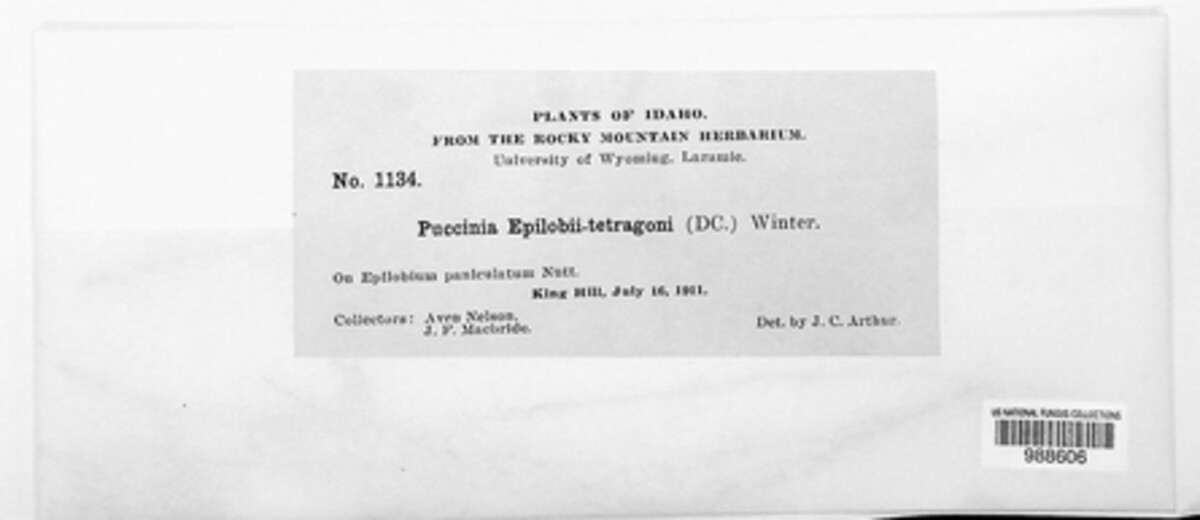 PLANTS OF IDAHO.
FROM THE ROCKY MOUNTAIN HERBARIUM.
University of Wyoming, Laramie.
No. 1134.
Puccinia Epilobii-tetragoni (DC.) Winter.
On Epilobium paniculatum Nutt.
King Hill, July 16, 1911.
Collectors: Aven Nelson,
J. F. Macbride.
Det. by J. C. Arthur.
US NATIONAL FUNGUS COLLECTIONS
988606